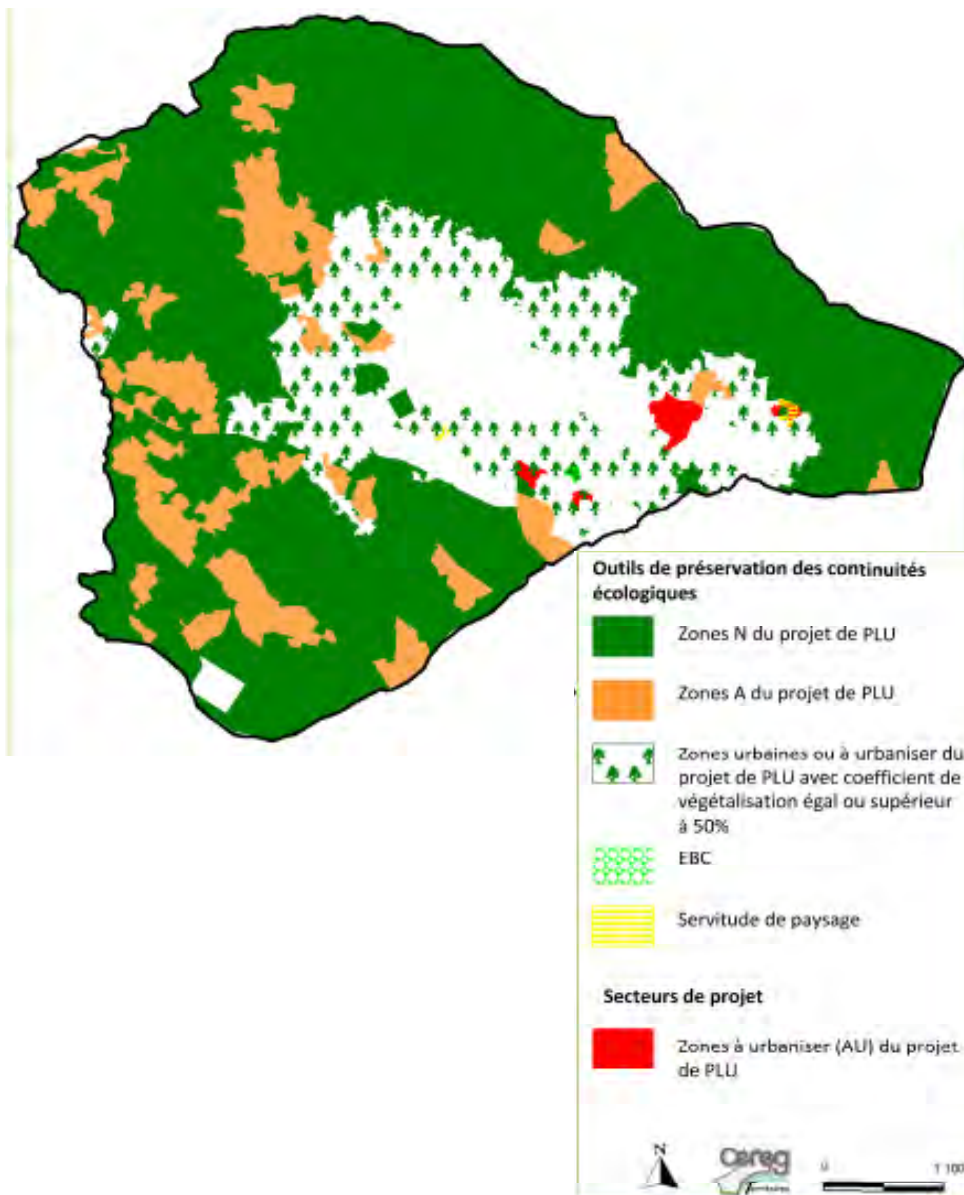 Outils de préservation des continuités
écologiques
Zones N du projet de PLU
Zones A du projet de PLU
Zones urbaines ou à urbaniser du
projet de PLU avec coefficient de
végétalisation égal ou supérieur
à 50%
EBC
Servitude de paysage
Secteurs de projet
Zones à urbaniser (AU) du projet
de PLU
N
Cereg
0 1 100